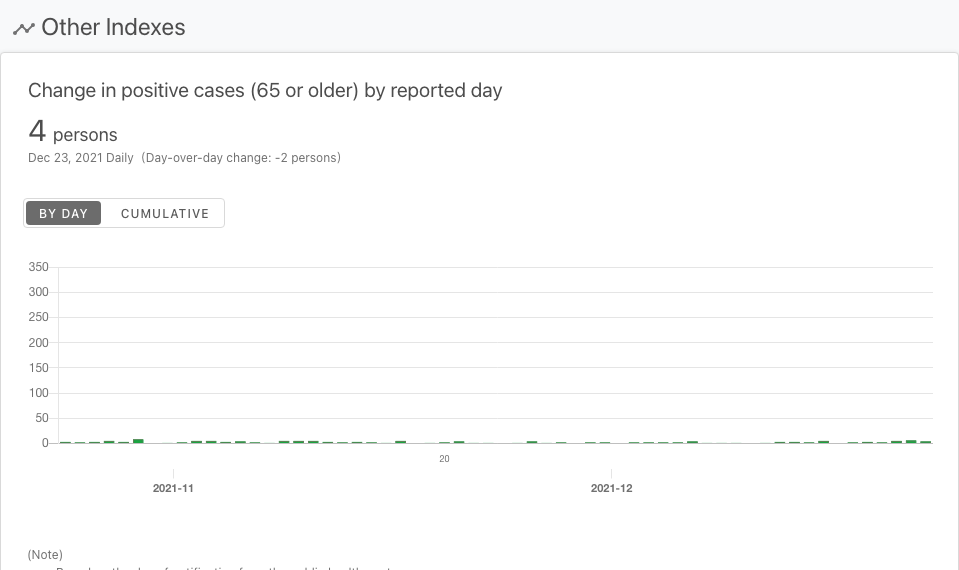 Other Indexes
Change in positive cases (65 or older) by reported day
4 persons
Dec 23, 2021 Daily (Day-over-day change: -2 persons)
BY DAY CUMULATIVE
350
300
250
200
150
100
50
0
20
2021-11 2021-12
(Note)